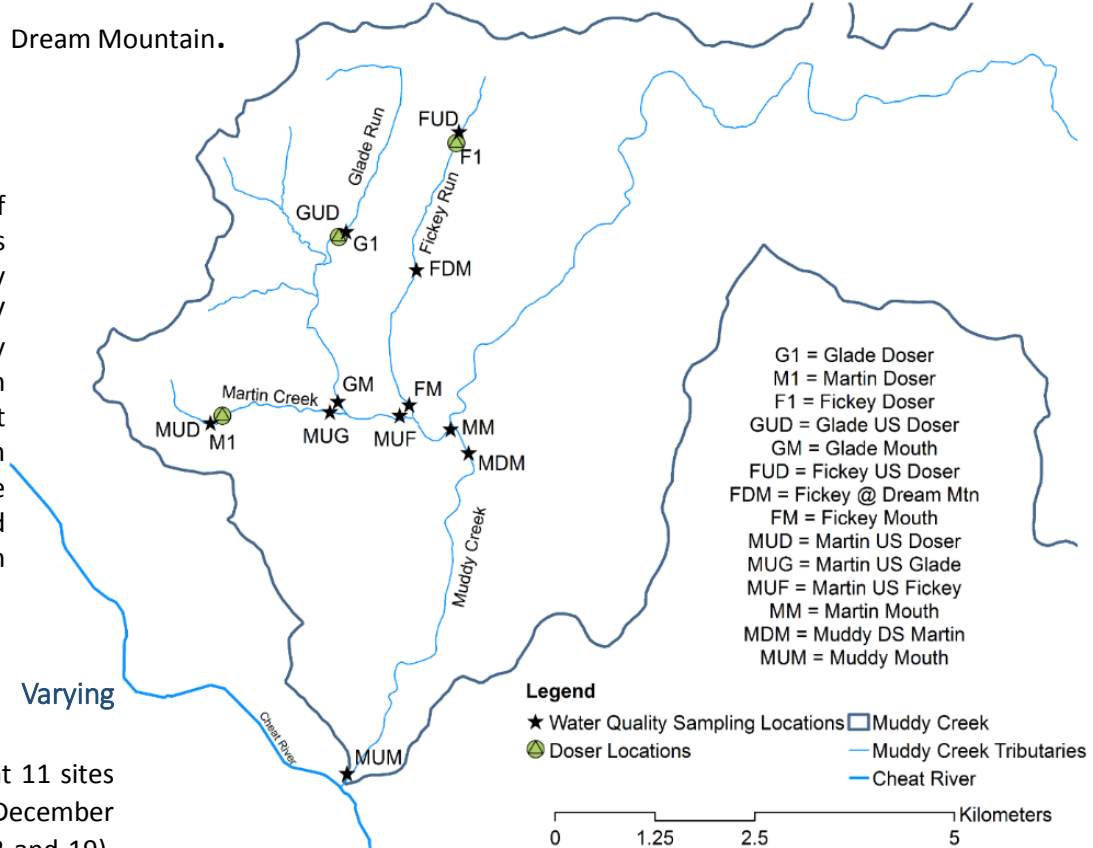 Dream Mountain.
f
s
y
y
y
n
t
n
e
d
n
Varying
at 11 sites
December
and 19)
FUD
F1
Glade Run
GUD
G1
Fickey Run
FDM
GM
FM
Martin Creek
MUD
M1
MUG
MUF
MM
MDM
Muddy Creek
Cheat River
MUM
G1 = Glade Doser
M1 = Martin Doser
F1 = Fickey Doser
GUD = Glade US Doser
GM = Glade Mouth
FUD = Fickey US Doser
FDM = Fickey @ Dream Mtn
FM = Fickey Mouth
MUD = Martin US Doser
MUG = Martin US Glade
MUF = Martin US Fickey
MM = Martin Mouth
MDM = Muddy DS Martin
MUM = Muddy Mouth
Legend
Water Quality Sampling Locations
Doser Locations
Muddy Creek
Muddy Creek Tributaries
Cheat River
Kilometers
0 1.25 2.5 5